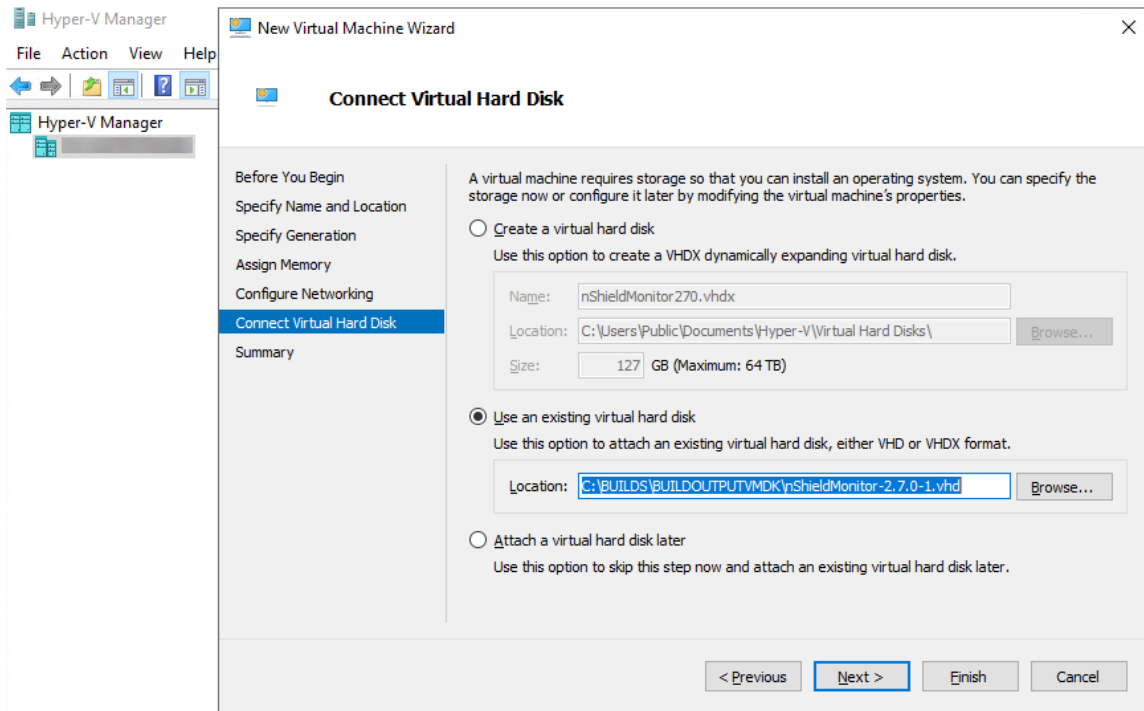 Hyper-V Manager
File Action View Help
Hyper-V Manager
New Virtual Machine Wizard
Connect Virtual Hard Disk
Before You Begin
Specify Name and Location
Specify Generation
Assign Memory
Configure Networking
Connect Virtual Hard Disk
Summary
A virtual machine requires storage so that you can install an operating system. You can specify the
storage now or configure it later by modifying the virtual machine's properties.
Create a virtual hard disk
Use this option to create a VHDX dynamically expanding virtual hard disk.
Name: nShieldMonitor270.vhdx
Location: C:\Users\Public\Documents\Hyper-V\Virtual Hard Disks\ Browse...
Size: 127 GB (Maximum: 64 TB)
Use an existing virtual hard disk
Use this option to attach an existing virtual hard disk, either VHD or VHDX format.
Location: C:\BUILDS\BUILDOUTPUTVMDK\nShieldMonitor-2.7.0-1.vhd Browse...
Attach a virtual hard disk later
Use this option to skip this step now and attach an existing virtual hard disk later.
< Previous Next > Finish Cancel